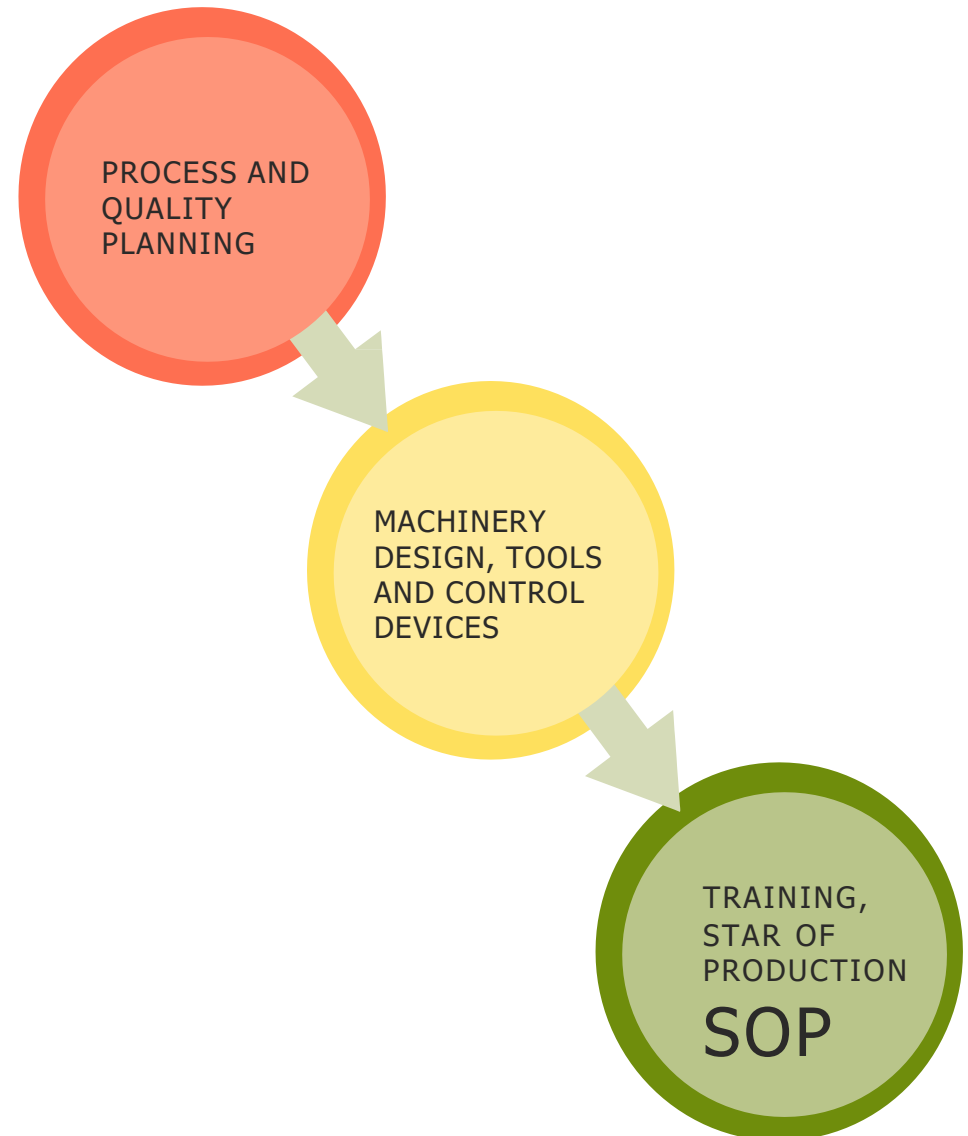 PROCESS AND
QUALITY
PLANNING
MACHINERY
DESIGN, TOOLS
AND CONTROL
DEVICES
TRAINING,
STAR OF
PRODUCTION
SOP